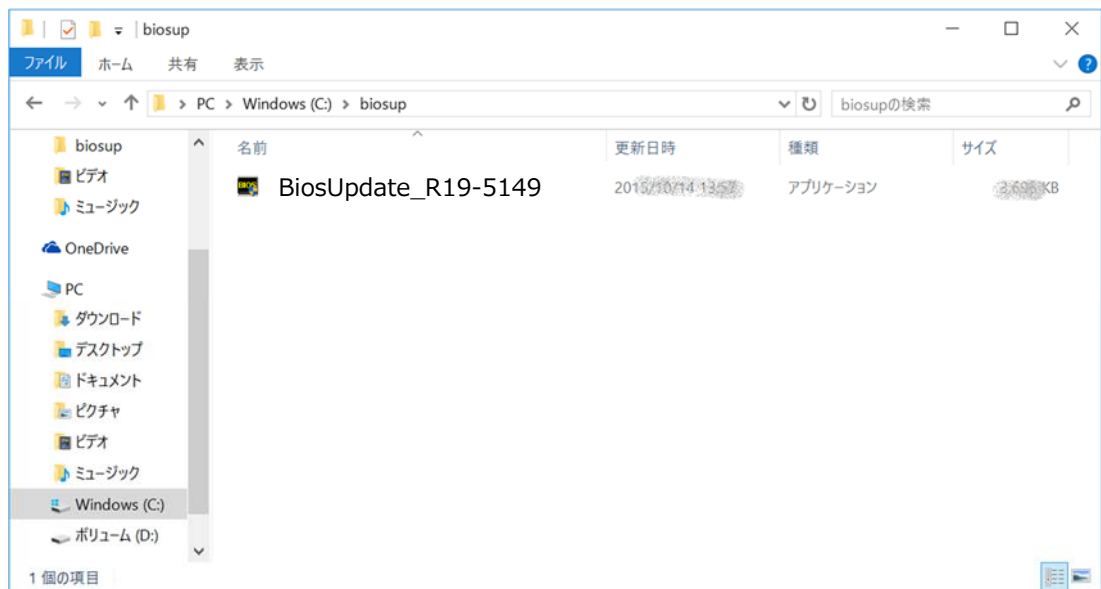 biosup
ファイル ホーム 共有 表示
PC > Windows (C:) > biosup biosupの検索
名前 更新日時 種類 サイズ
BiosUpdate_R19-5149 2015/10/14 13:57 アプリケーション KB
biosup
ビデオ
ミュージック
OneDrive
PC
ダウンロード
デスクトップ
ドキュメント
ピクチャ
ビデオ
ミュージック
Windows (C:)
ボリューム (D:)
1 個の項目